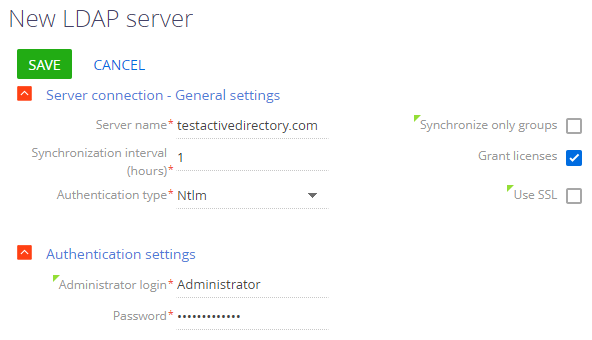 New LDAP server
SAVE CANCEL
Server connection - General settings
Server name* testactivedirectory.com Synchronize only groups
Synchronization interval
(hours)* 1 Grant licenses
Authentication type* Ntlm Use SSL
Authentication settings
Administrator login* Administrator
Password* •••••••••••••